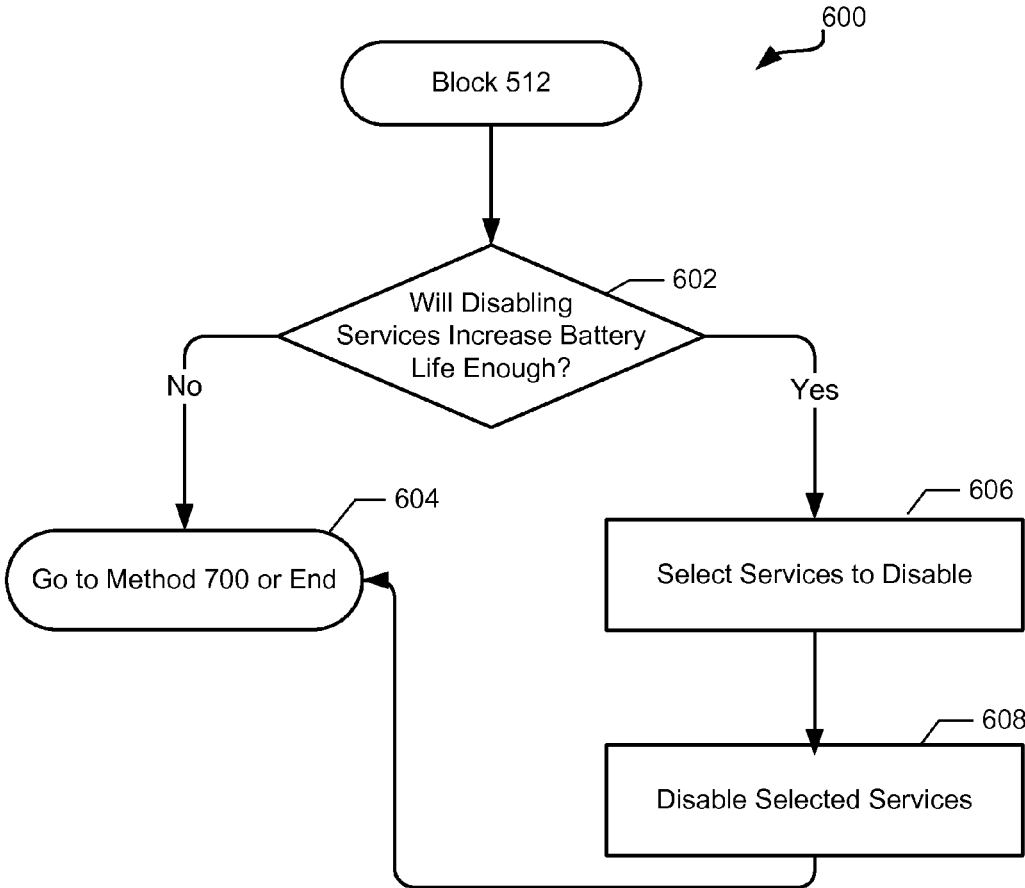 600
Block 512
602
Will Disabling
Services Increase Battery
Life Enough?
No
Yes
604
Go to Method 700 or End
606
Select Services to Disable
608
Disable Selected Services